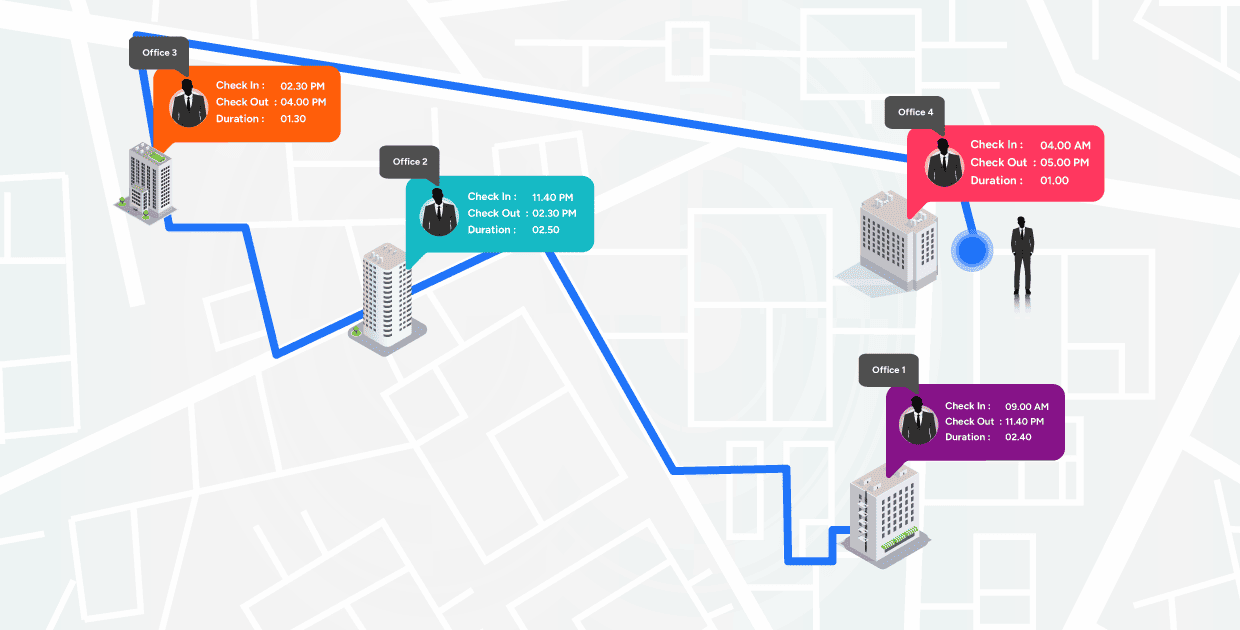 Office 3
Check In : 02.30 PM
Check Out : 04.00 PM
Duration : 01.30
Office 2
Check In : 11.40 PM
Check Out : 02.30 PM
Duration : 02.50
Office 4
Check In : 04.00 AM
Check Out : 05.00 PM
Duration : 01.00
Office 1
Check In : 09.00 AM
Check Out : 11.40 PM
Duration : 02.40